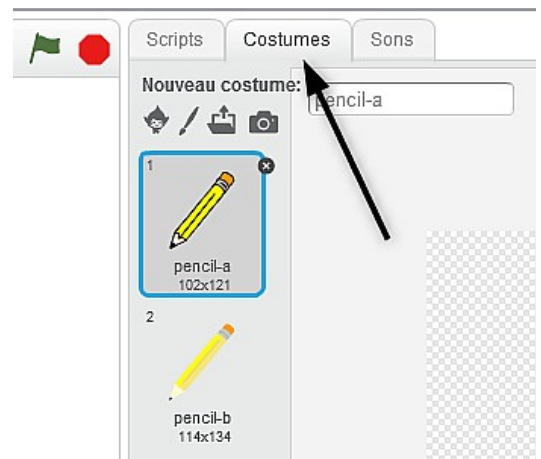 Scripts Costumes Sons
Nouveau costume:
pencil-a
1
pencil-a
102x121
2
pencil-b
114x134